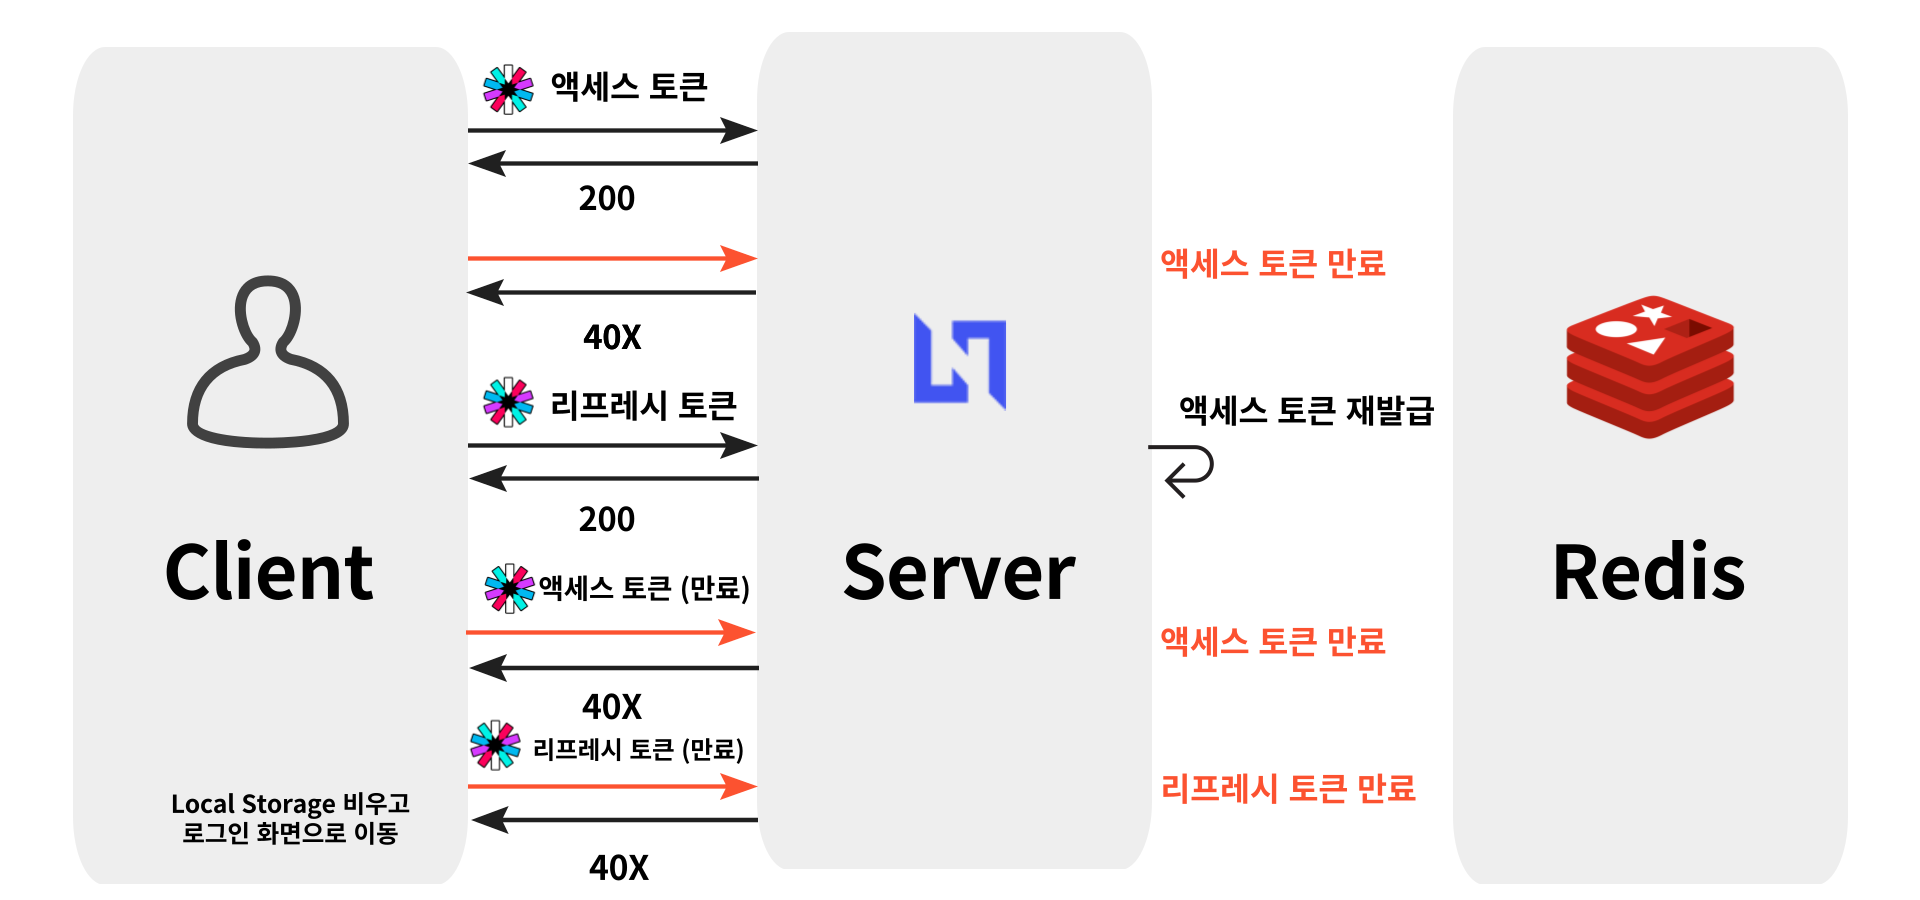 액세스 토큰
200
액세스 토큰 만료
40X
리프레시 토큰
액세스 토큰 재발급
200
Client
Server
Redis
액세스 토큰 (만료)
액세스 토큰 만료
40X
리프레시 토큰 (만료)
리프레시 토큰 만료
Local Storage 비우고
로그인 화면으로 이동
40X